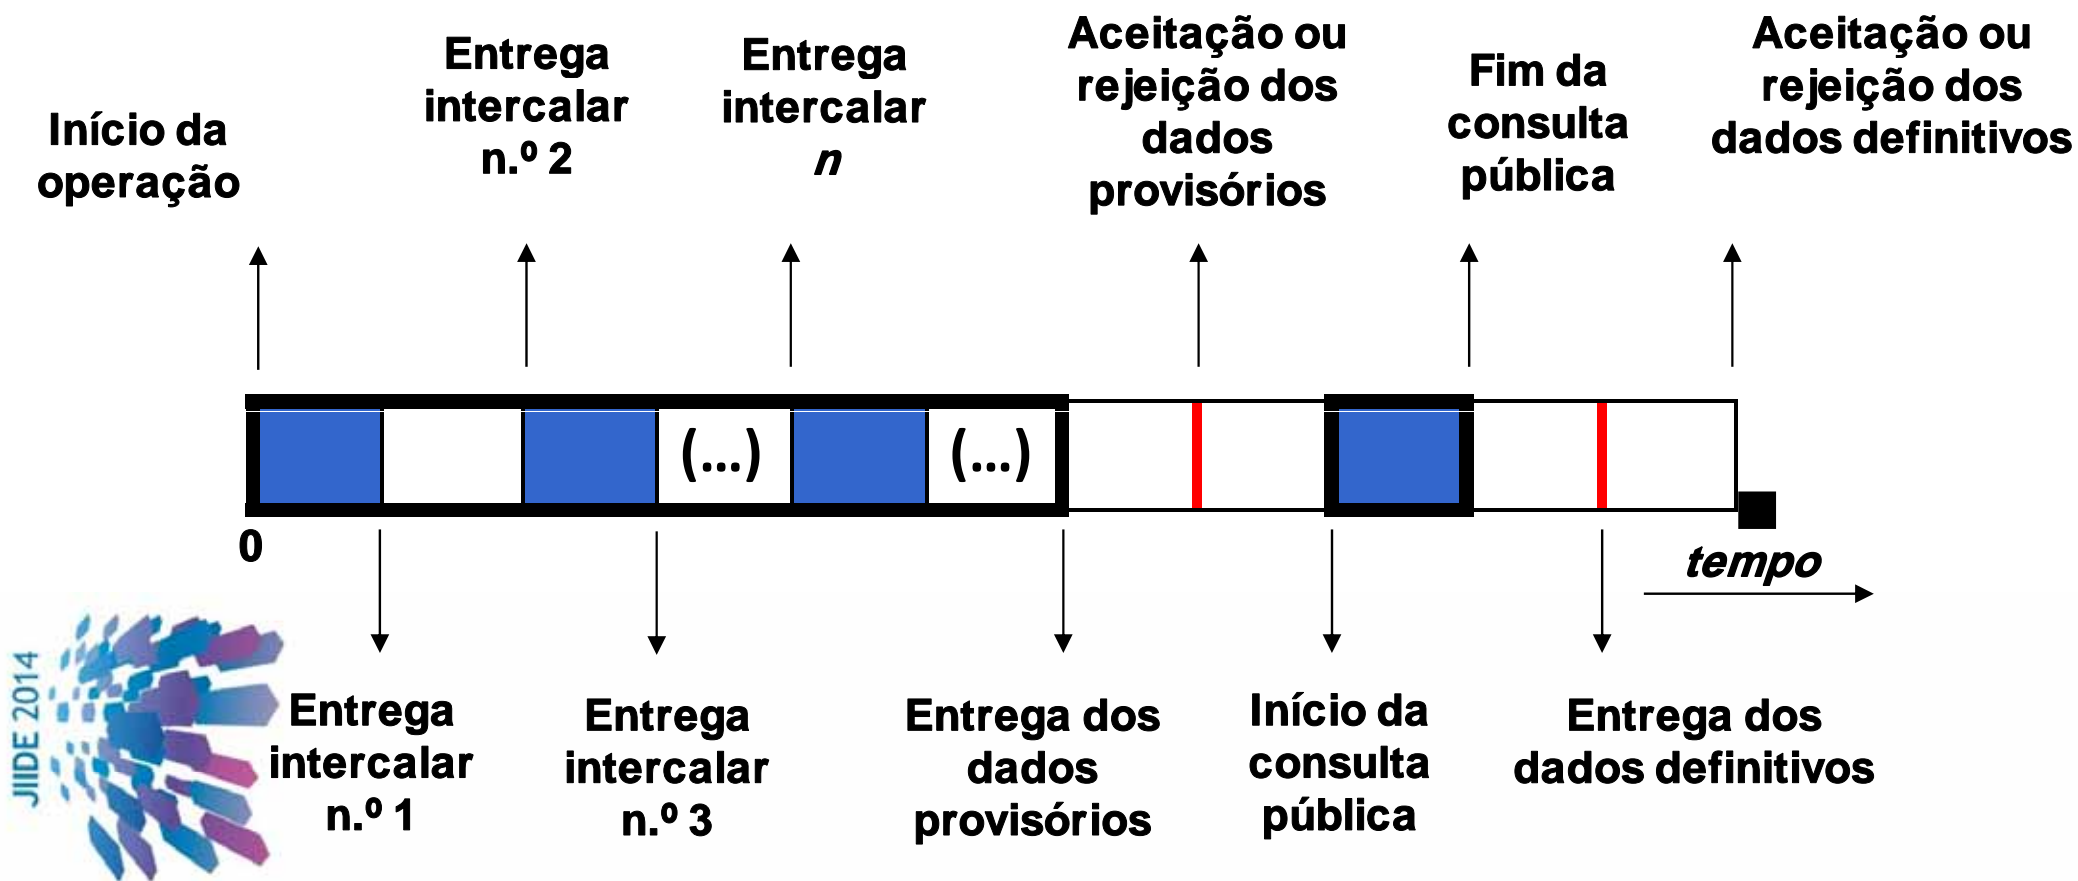 Início da
operação
Entrega
intercalar
n.º 2
Entrega
intercalar
n
Aceitação ou
rejeição dos
dados
provisórios
Fim da
consulta
pública
Aceitação ou
rejeição dos
dados definitivos
(...)
(...)
0
tempo
JIIDE 2014
Entrega
intercalar
n.º 1
Entrega
intercalar
n.º 3
Entrega dos
dados
provisórios
Início da
consulta
pública
Entrega dos
dados definitivos